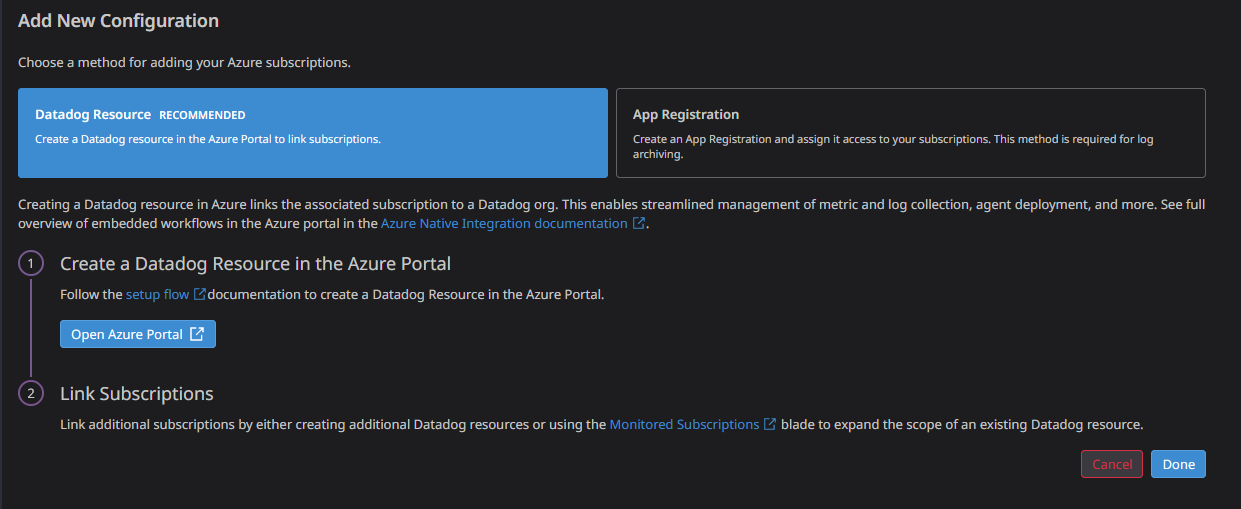 Add New Configuration
Choose a method for adding your Azure subscriptions.
Datadog Resource RECOMMENDED
Create a Datadog resource in the Azure Portal to link subscriptions.
App Registration
Create an App Registration and assign it access to your subscriptions. This method is required for log
archiving.
Creating a Datadog resource in Azure links the associated subscription to a Datadog org. This enables streamlined management of metric and log collection, agent deployment, and more. See full
overview of embedded workflows in the Azure portal in the Azure Native Integration documentation.
1 Create a Datadog Resource in the Azure Portal
Follow the setup flow documentation to create a Datadog Resource in the Azure Portal.
Open Azure Portal
2 Link Subscriptions
Link additional subscriptions by either creating additional Datadog resources or using the Monitored Subscriptions blade to expand the scope of an existing Datadog resource.
Cancel Done